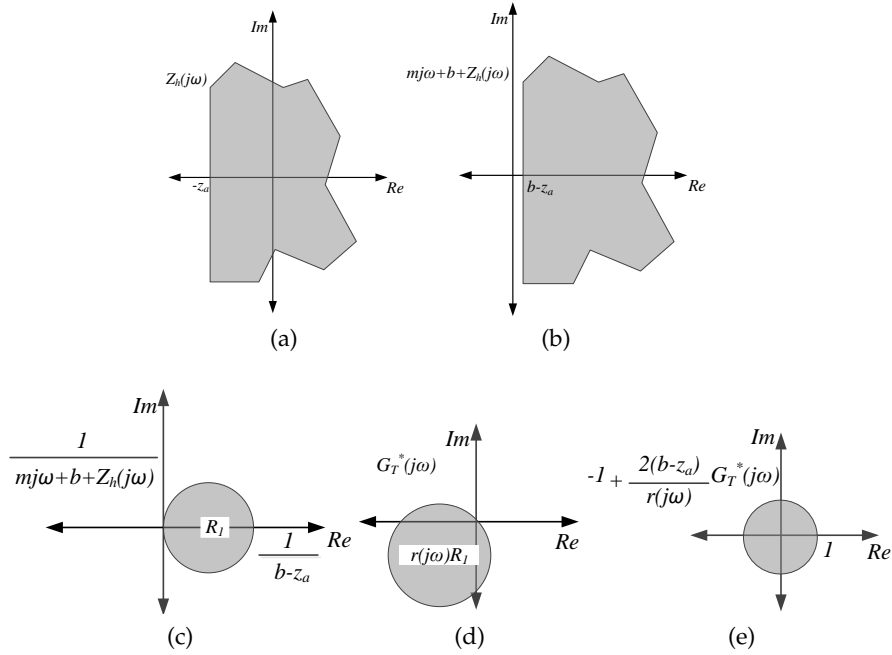 Im
Im
Z_h(jω)
mjω+b+Z_h(jω)
-z_a
Re
b-z_a
Re
(a)
(b)
Im
1
mjω+b+Z_h(jω)
R_1
Re
1
b-z_a
Im
G_T^*(jω)
r(jω)R_1
Re
Im
-1 + 2(b-z_a)/r(jω) G_T^*(jω)
1
Re
(c)
(d)
(e)